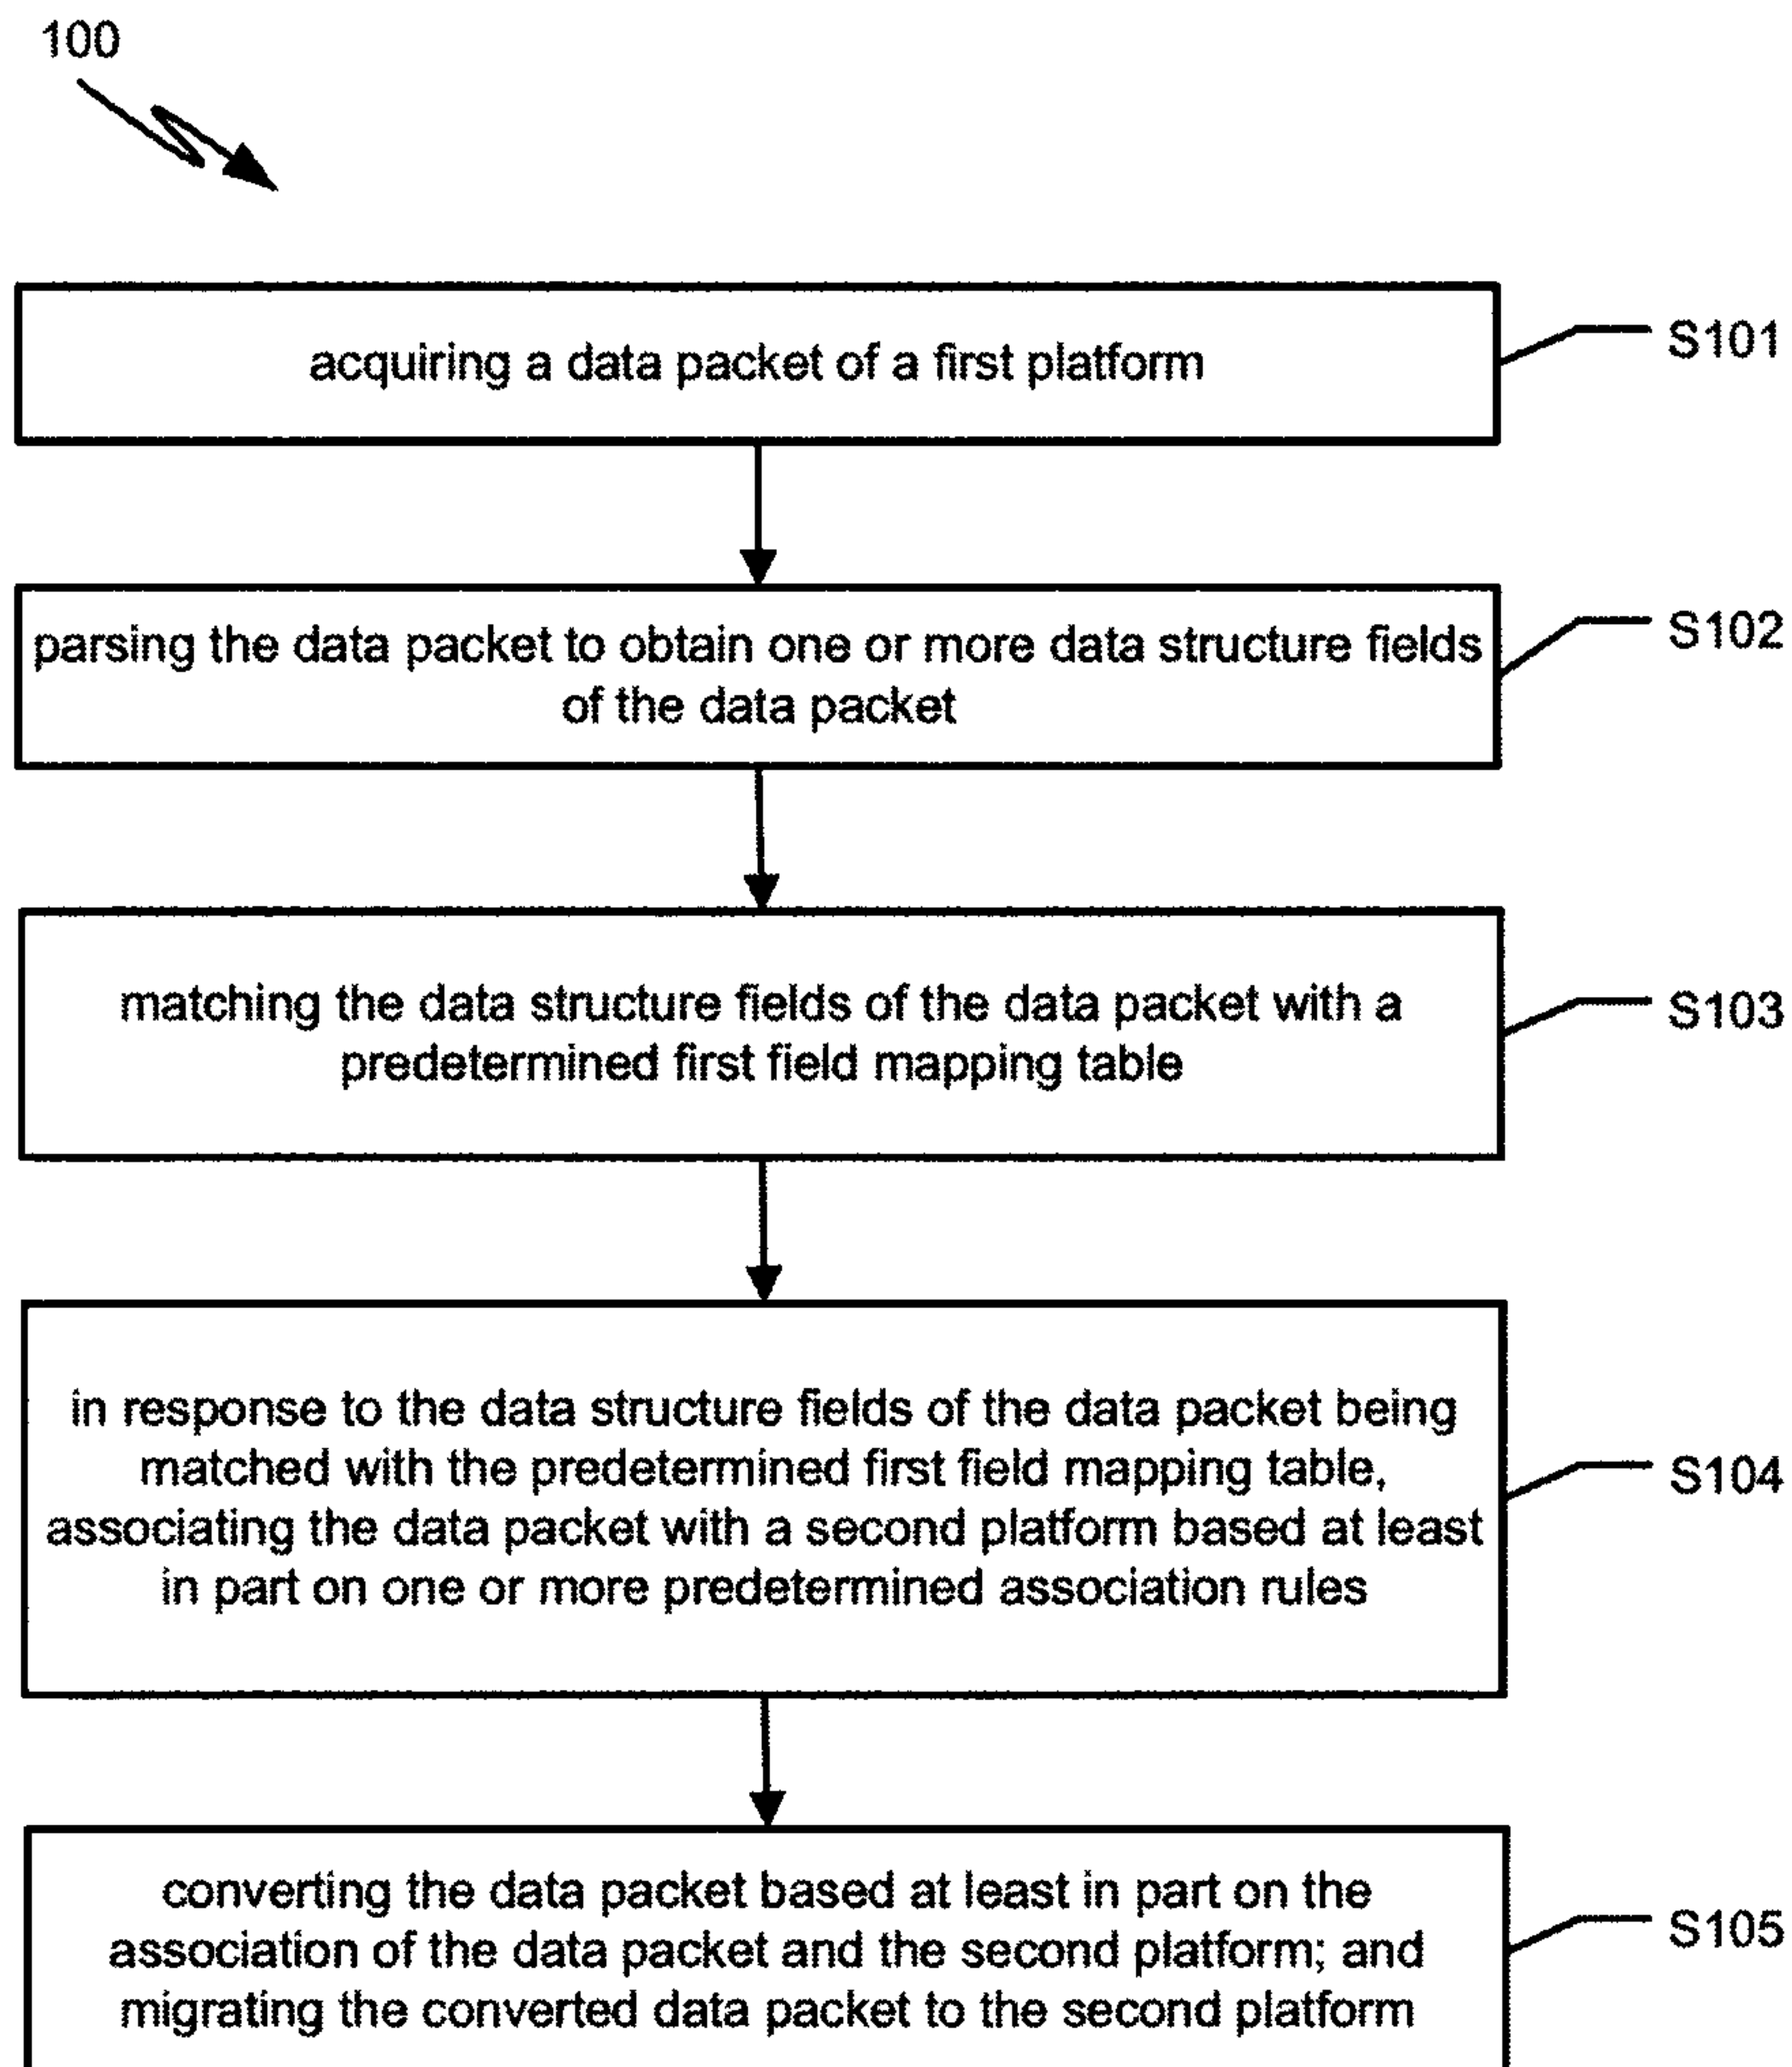 100
acquiring a data packet of a first platform
S101
parsing the data packet to obtain one or more data structure fields
of the data packet
S102
matching the data structure fields of the data packet with a
predetermined first field mapping table
S103
in response to the data structure fields of the data packet being
matched with the predetermined first field mapping table,
associating the data packet with a second platform based at least
in part on one or more predetermined association rules
S104
converting the data packet based at least in part on the
association of the data packet and the second platform; and
migrating the converted data packet to the second platform
S105